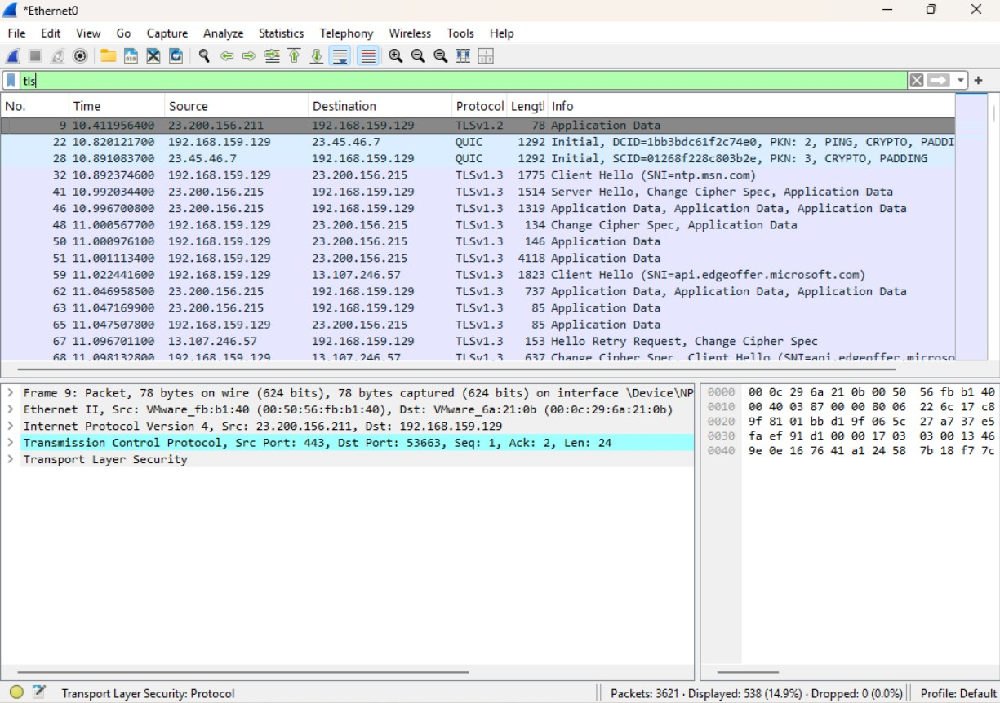 *Ethernet0
File Edit View Go Capture Analyze Statistics Telephony Wireless Tools Help
tls
No. Time Source Destination Protocol Lengtl Info
9 10.411956400 23.200.156.211 192.168.159.129 TLSv1.2 78 Application Data
22 10.820121700 192.168.159.129 23.45.46.7 QUIC 1292 Initial, DCID=1bb3bdc61f2c74e0, PKN: 2, PING, CRYPTO, PADDI
28 10.891083700 23.45.46.7 192.168.159.129 QUIC 1292 Initial, SCID=01268f228c803b2e, PKN: 3, CRYPTO, PADDING
32 10.892374600 192.168.159.129 23.200.156.215 TLSv1.3 1775 Client Hello (SNI=ntp.msn.com)
41 10.992034400 23.200.156.215 192.168.159.129 TLSv1.3 1514 Server Hello, Change Cipher Spec, Application Data
46 10.996700800 23.200.156.215 192.168.159.129 TLSv1.3 1319 Application Data, Application Data, Application Data
48 11.000567700 192.168.159.129 23.200.156.215 TLSv1.3 134 Change Cipher Spec, Application Data
50 11.000976100 192.168.159.129 23.200.156.215 TLSv1.3 146 Application Data
51 11.001113400 192.168.159.129 23.200.156.215 TLSv1.3 4118 Application Data
59 11.022441600 192.168.159.129 13.107.246.57 TLSv1.3 1823 Client Hello (SNI=api.edgeoffer.microsoft.com)
62 11.046958500 23.200.156.215 192.168.159.129 TLSv1.3 737 Application Data, Application Data, Application Data
63 11.047169900 23.200.156.215 192.168.159.129 TLSv1.3 85 Application Data
65 11.047507800 192.168.159.129 23.200.156.215 TLSv1.3 85 Application Data
67 11.096701100 13.107.246.57 192.168.159.129 TLSv1.3 153 Hello Retry Request, Change Cipher Spec
68 11.098132800 192.168.159.129 13.107.246.57 TLSv1.3 637 Change Cipher Spec, Client Hello (SNI=api.edgeoffer.microso
Frame 9: Packet, 78 bytes on wire (624 bits), 78 bytes captured (624 bits) on interface \Device\NP
Ethernet II, Src: VMware_fb:b1:40 (00:50:56:fb:b1:40), Dst: VMware_6a:21:0b (00:0c:29:6a:21:0b)
Internet Protocol Version 4, Src: 23.200.156.211, Dst: 192.168.159.129
Transmission Control Protocol, Src Port: 443, Dst Port: 53663, Seq: 1, Ack: 2, Len: 24
Transport Layer Security
0000 00 0c 29 6a 21 0b 00 50 56 fb b1 40
0010 00 40 03 87 00 00 80 06 22 6c 17 c8
0020 9f 81 01 bb d1 9f 06 5c 27 a7 37 e5
0030 fa ef 91 d1 00 00 17 03 03 00 13 46
0040 9e 0e 16 76 41 a1 24 58 7b 18 f7 7c
Transport Layer Security: Protocol
Packets: 3621 · Displayed: 538 (14.9%) · Dropped: 0 (0.0%)
Profile: Default